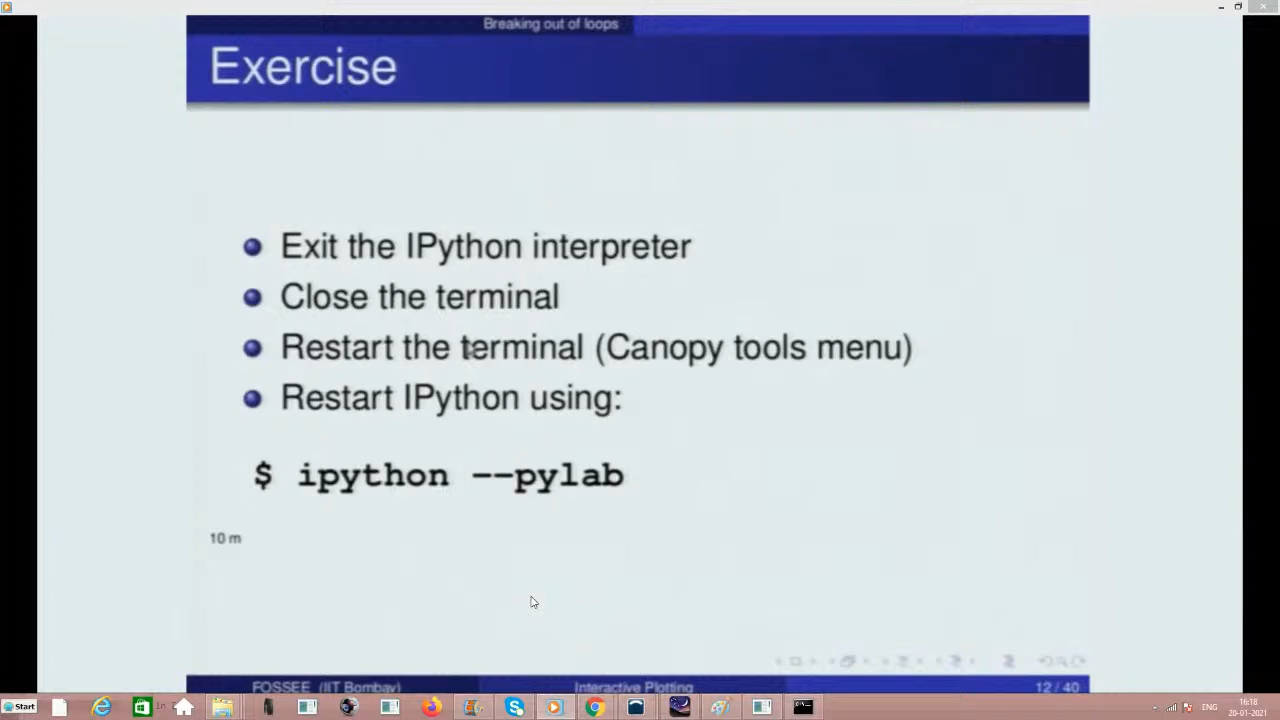 Breaking out of loops
Exercise
Exit the IPython interpreter
Close the terminal
Restart the terminal (Canopy tools menu)
Restart IPython using:
$ ipython --pylab
10 m
FOSSEE (IIT Bombay)
Interactive Plotting
12 / 40
Start
ENG
16:18
20-01-2021